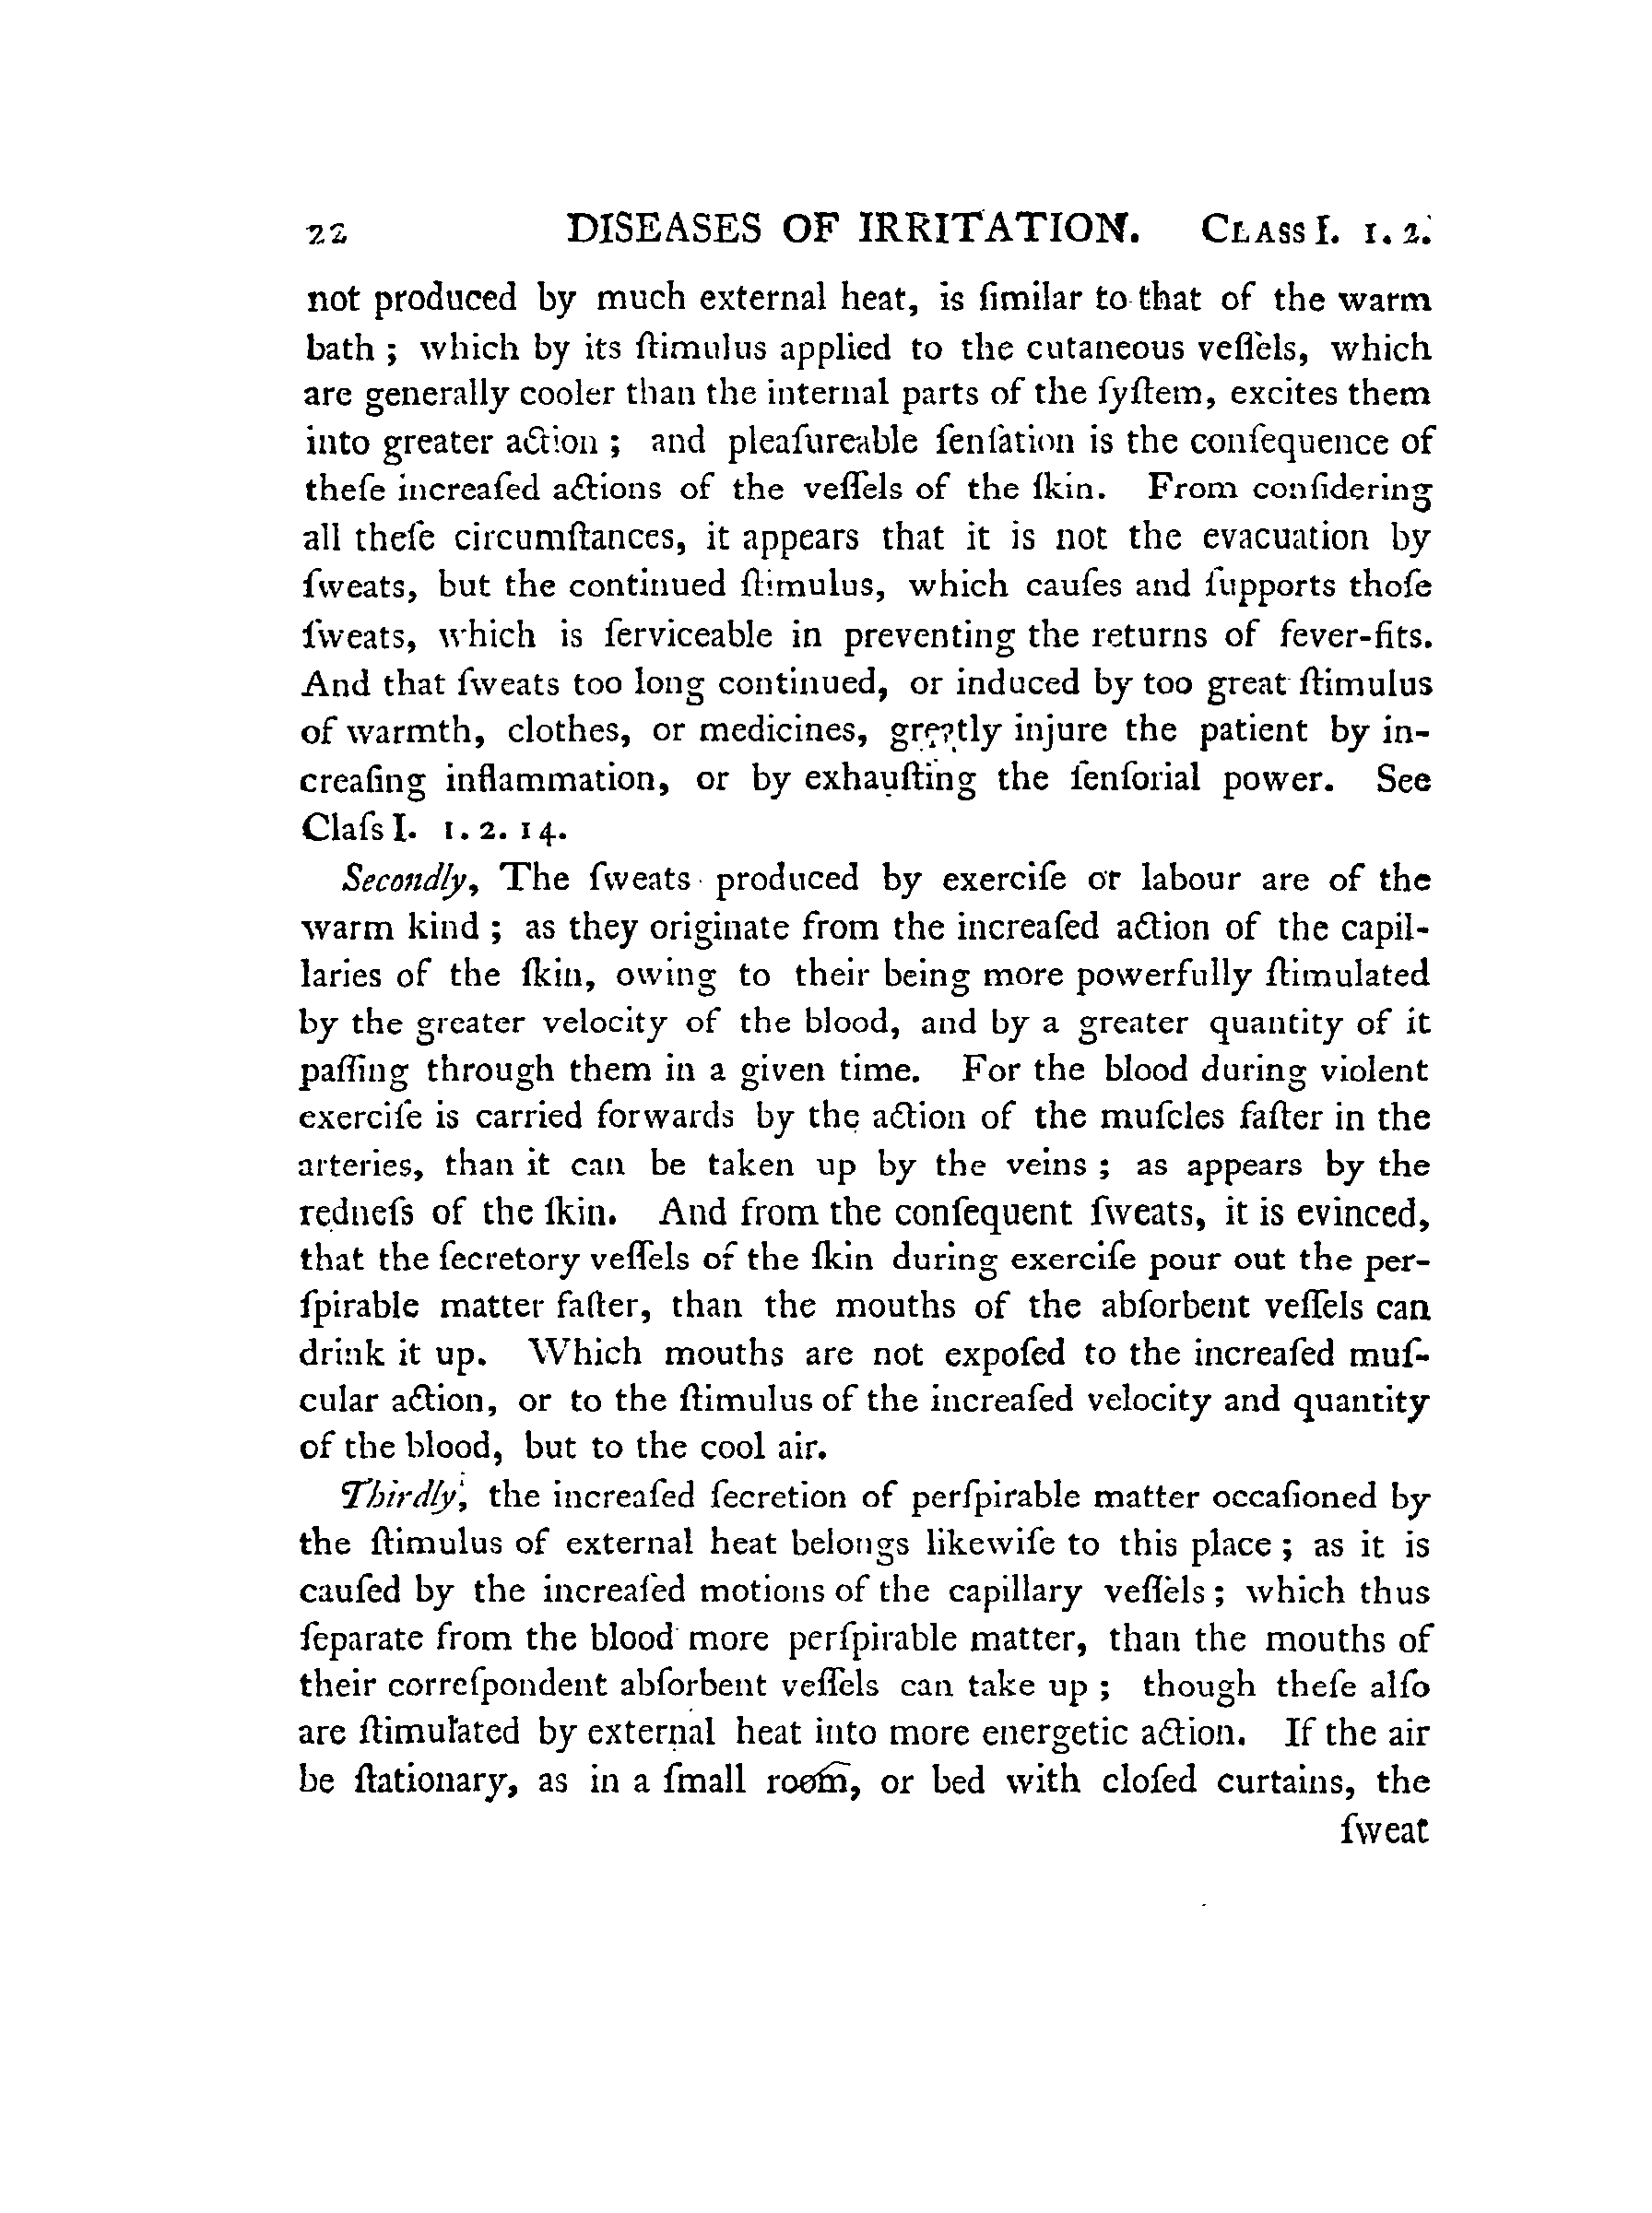 22 DISEASES OF IRRITATION. CLASS I. 1. 2.
not produced by much external heat, is ſimilar to that of the warm
bath ; which by its ſtimulus applied to the cutaneous veſſels, which
are generally cooler than the internal parts of the ſyſtem, excites them
into greater action ; and pleaſureable ſenſation is the conſequence of
theſe increaſed actions of the veſſels of the ſkin. From conſidering
all theſe circumſtances, it appears that it is not the evacuation by
ſweats, but the continued ſtimulus, which cauſes and ſupports thoſe
ſweats, which is ſerviceable in preventing the returns of fever-fits.
And that ſweats too long continued, or induced by too great ſtimulus
of warmth, clothes, or medicines, greatly injure the patient by in-
creaſing inflammation, or by exhauſting the ſenſorial power. See
Claſs I. 1. 2. 14.
Secondly, The ſweats produced by exerciſe or labour are of the
warm kind ; as they originate from the increaſed action of the capil-
laries of the ſkin, owing to their being more powerfully ſtimulated
by the greater velocity of the blood, and by a greater quantity of it
paſſing through them in a given time. For the blood during violent
exerciſe is carried forwards by the action of the muſcles faſter in the
arteries, than it can be taken up by the veins ; as appears by the
redneſs of the ſkin. And from the conſequent ſweats, it is evinced,
that the ſecretory veſſels of the ſkin during exerciſe pour out the per-
ſpirable matter faſter, than the mouths of the abſorbent veſſels can
drink it up. Which mouths are not expoſed to the increaſed muſ-
cular action, or to the ſtimulus of the increaſed velocity and quantity
of the blood, but to the cool air.
Thirdly, the increaſed ſecretion of perſpirable matter occaſioned by
the ſtimulus of external heat belongs likewiſe to this place ; as it is
cauſed by the increaſed motions of the capillary veſſels ; which thus
ſeparate from the blood more perſpirable matter, than the mouths of
their correſpondent abſorbent veſſels can take up ; though theſe alſo
are ſtimulated by external heat into more energetic action. If the air
be ſtationary, as in a ſmall room, or bed with cloſed curtains, the
ſweat